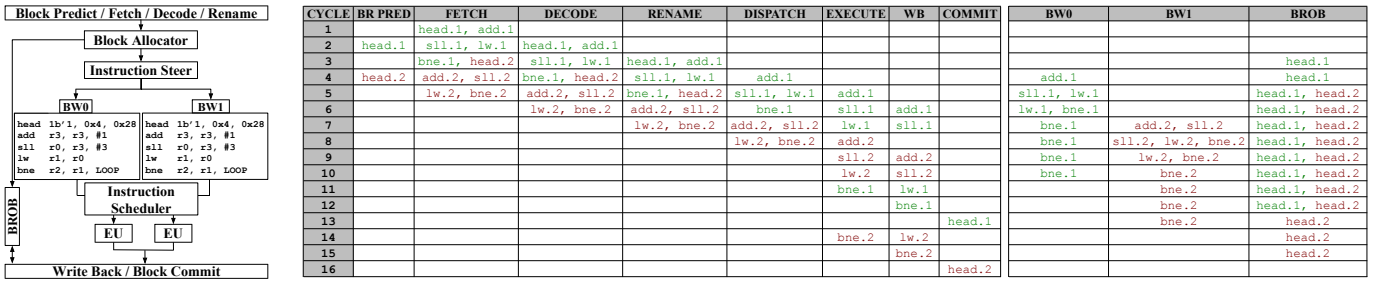 Block Predict / Fetch / Decode / Rename
Block Allocator
Instruction Steer
BW0 BW1
head lb'1, 0x4, 0x28 head lb'1, 0x4, 0x28
add r3, r3, #1 add r3, r3, #1
sll r0, r3, #3 sll r0, r3, #3
lw r1, r0 lw r1, r0
bne r2, r1, LOOP bne r2, r1, LOOP
Instruction
Scheduler
BROB
EU EU
Write Back / Block Commit
CYCLE BR PRED FETCH DECODE RENAME DISPATCH EXECUTE WB COMMIT BW0 BW1 BROB
1 head.1, add.1
2 head.1 sll.1, lw.1 head.1, add.1
3 bne.1, head.2 sll.1, lw.1 head.1, add.1 head.1
4 head.2 add.2, sll.2 bne.1, head.2 sll.1, lw.1 add.1 add.1 head.1
5 lw.2, bne.2 add.2, sll.2 bne.1, head.2 sll.1, lw.1 add.1 sll.1, lw.1 head.1, head.2
6 lw.2, bne.2 add.2, sll.2 bne.1 sll.1 add.1 lw.1, bne.1 head.1, head.2
7 lw.2, bne.2 add.2, sll.2 lw.1 sll.1 bne.1 add.2, sll.2 head.1, head.2
8 lw.2, bne.2 add.2 bne.1 sll.2, lw.2, bne.2 head.1, head.2
9 sll.2 add.2 bne.1 lw.2, bne.2 head.1, head.2
10 lw.2 sll.2 bne.1 bne.2 head.1, head.2
11 bne.1 lw.1 bne.2 head.1, head.2
12 bne.1 bne.2 head.1, head.2
13 head.1 bne.2 head.2
14 bne.2 lw.2 head.2
15 bne.2 head.2
16 head.2